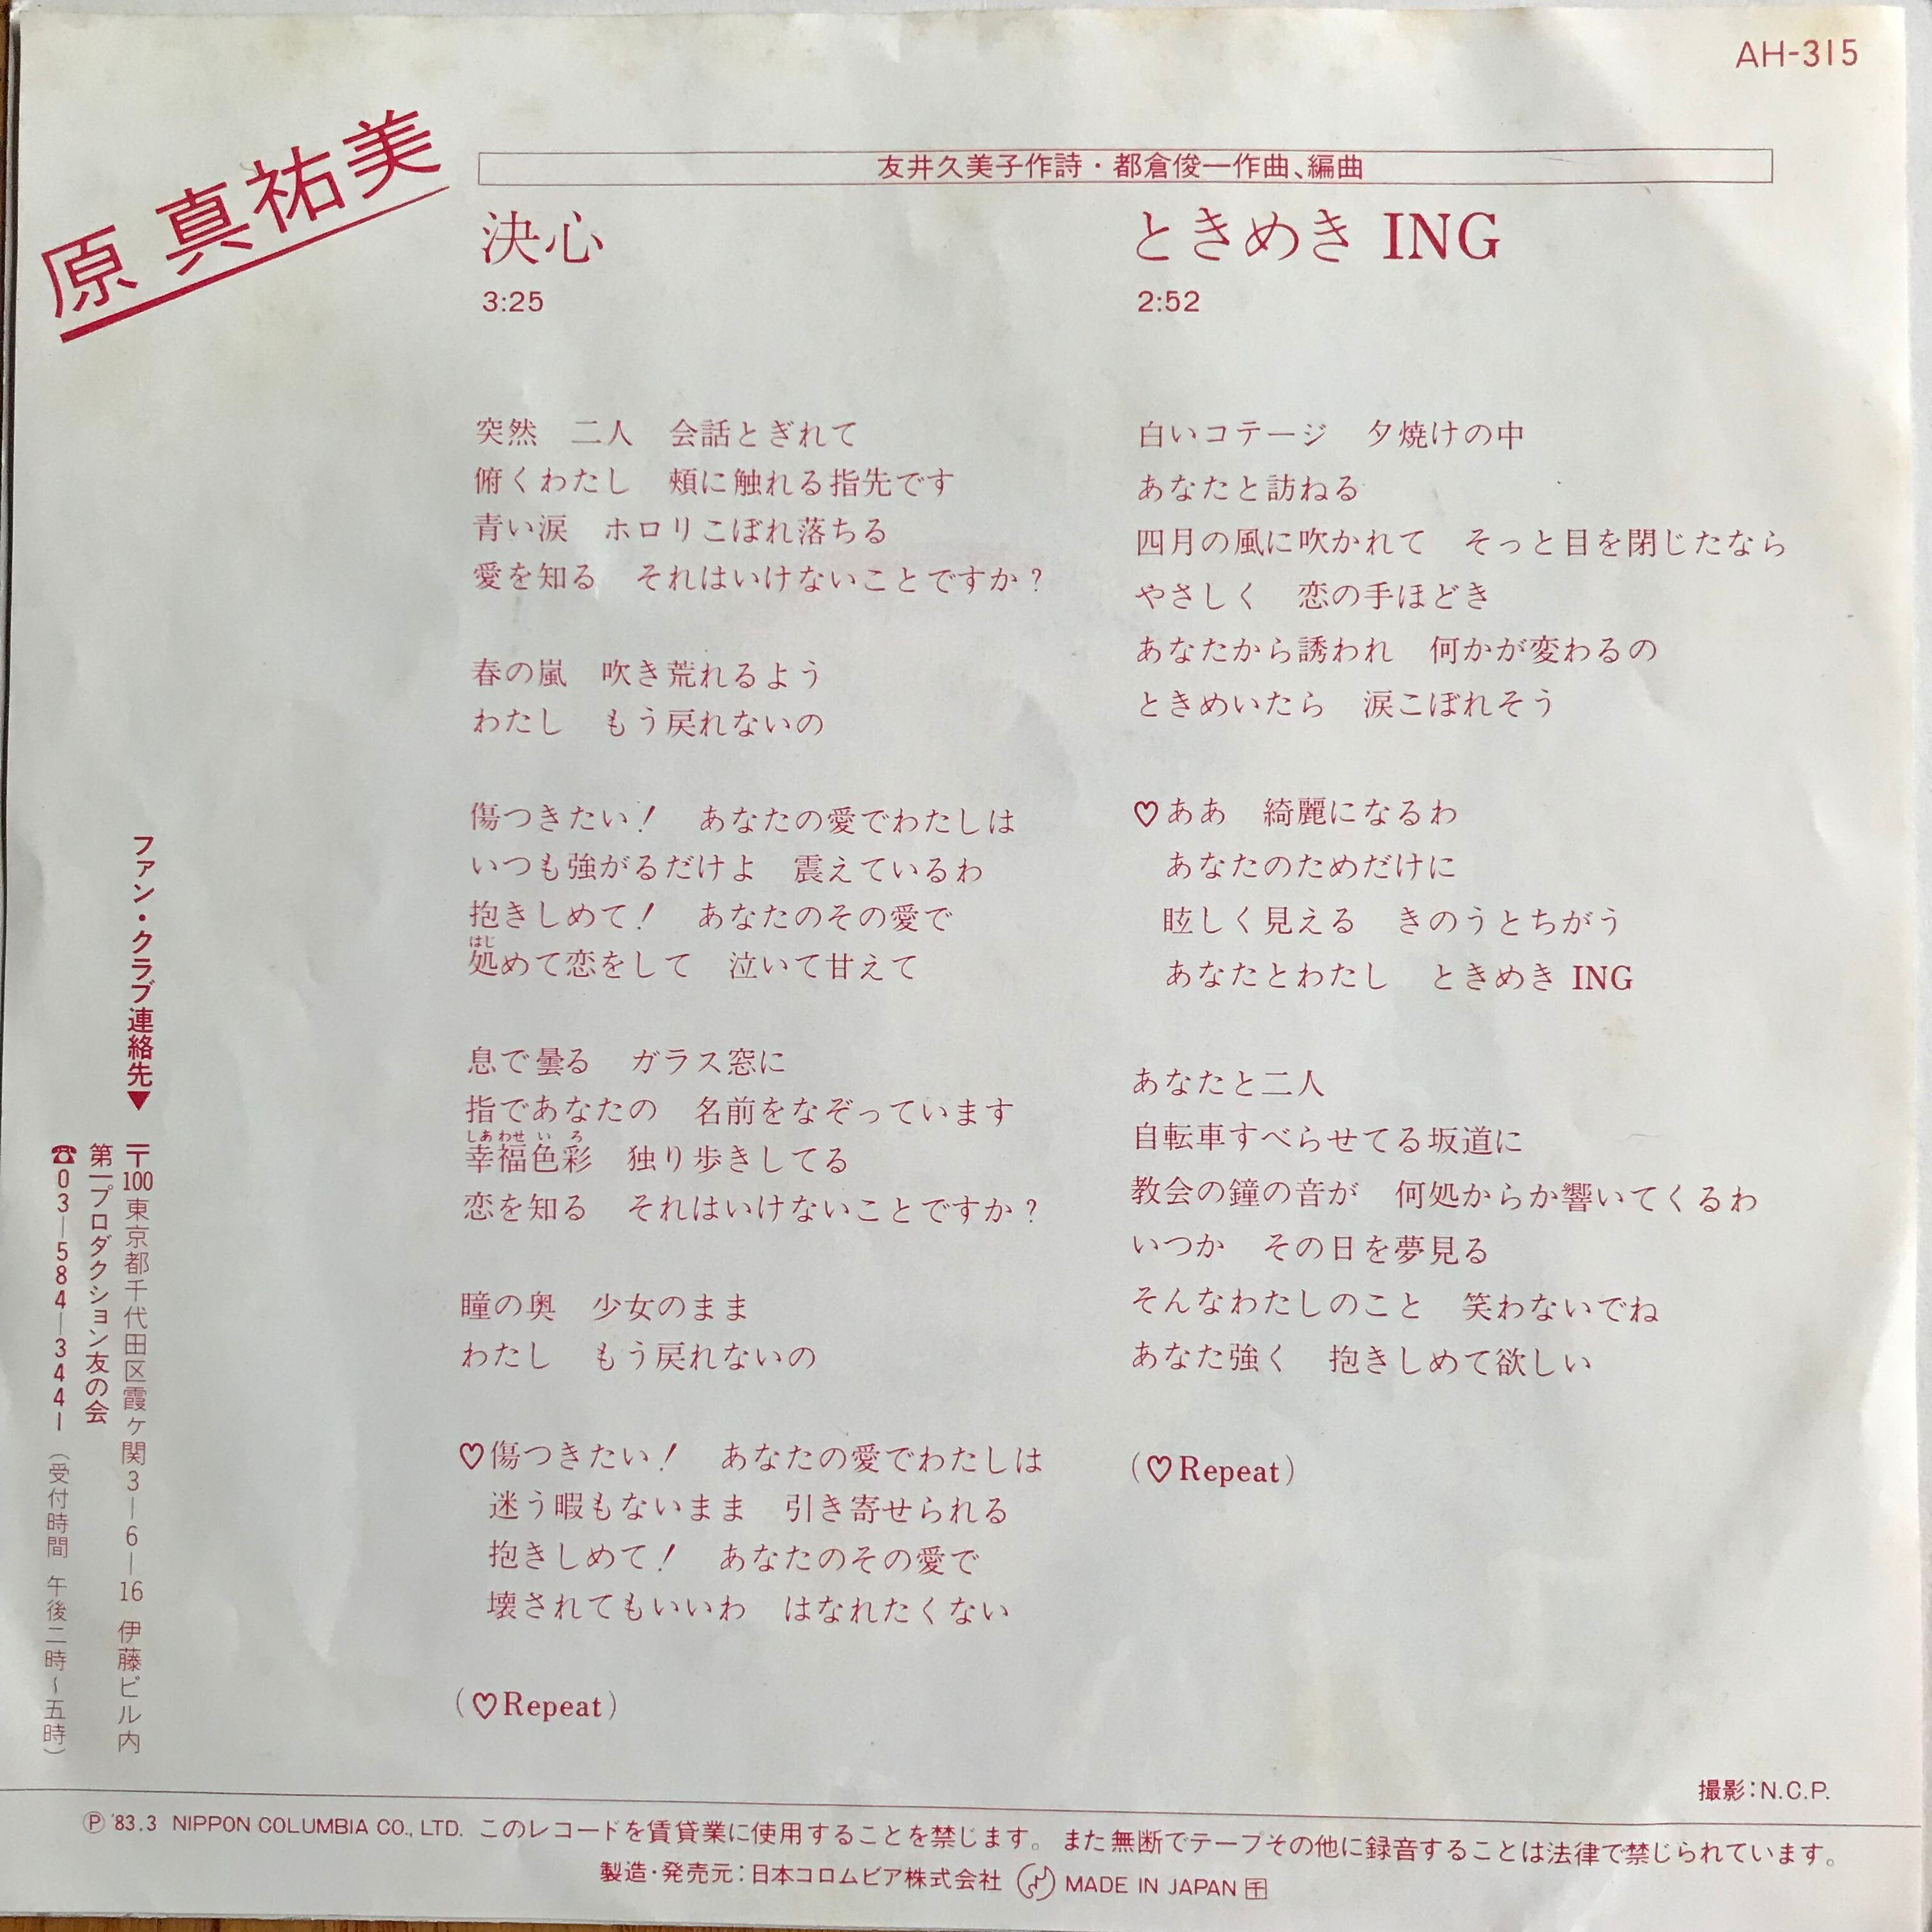 AH-315
原 真祐美
友井久美子作詩・都倉俊一作曲、編曲
決心
3:25
突然　二人　会話とぎれて
俯くわたし　頰に触れる指先です
青い涙　ホロリこぼれ落ちる
愛を知る　それはいけないことですか?
春の嵐　吹き荒れるよう
わたし　もう戻れないの
傷つきたい!　あなたの愛でわたしは
いつも強がるだけよ　震えているわ
抱きしめて!　あなたのその愛で
はじ
処めて恋をして　泣いて甘えて
息で曇る　ガラス窓に
指であなたの　名前をなぞっています
しあわせ いろ
幸福色彩　独り歩きしてる
恋を知る　それはいけないことですか?
瞳の奥　少女のまま
わたし　もう戻れないの
♡傷つきたい!　あなたの愛でわたしは
迷う暇もないまま　引き寄せられる
抱きしめて!　あなたのその愛で
壊されてもいいわ　はなれたくない
(♡Repeat)
ときめき ING
2:52
白いコテージ　夕焼けの中
あなたと訪ねる
四月の風に吹かれて　そっと目を閉じたなら
やさしく　恋の手ほどき
あなたから誘われ　何かが変わるの
ときめいたら　涙こぼれそう
♡ああ　綺麗になるわ
あなたのためだけに
眩しく見える　きのうとちがう
あなたとわたし　ときめき ING
あなたと二人
自転車すべらせてる坂道に
教会の鐘の音が　何処からか響いてくるわ
いつか　その日を夢見る
そんなわたしのこと　笑わないでね
あなた強く　抱きしめて欲しい
(♡Repeat)
ファン・クラブ連絡先▼
〒100東京都千代田区霞ヶ関3-6-16 伊藤ビル内
第一プロダクション友の会
☎03-584-3441（受付時間 午後二時~五時）
撮影:N.C.P.
Ⓟ '83.3 NIPPON COLUMBIA CO., LTD. このレコードを賃貸業に使用することを禁じます。また無断でテープその他に録音することは法律で禁じられています。
製造・発売元:日本コロムビア株式会社 MADE IN JAPAN 干